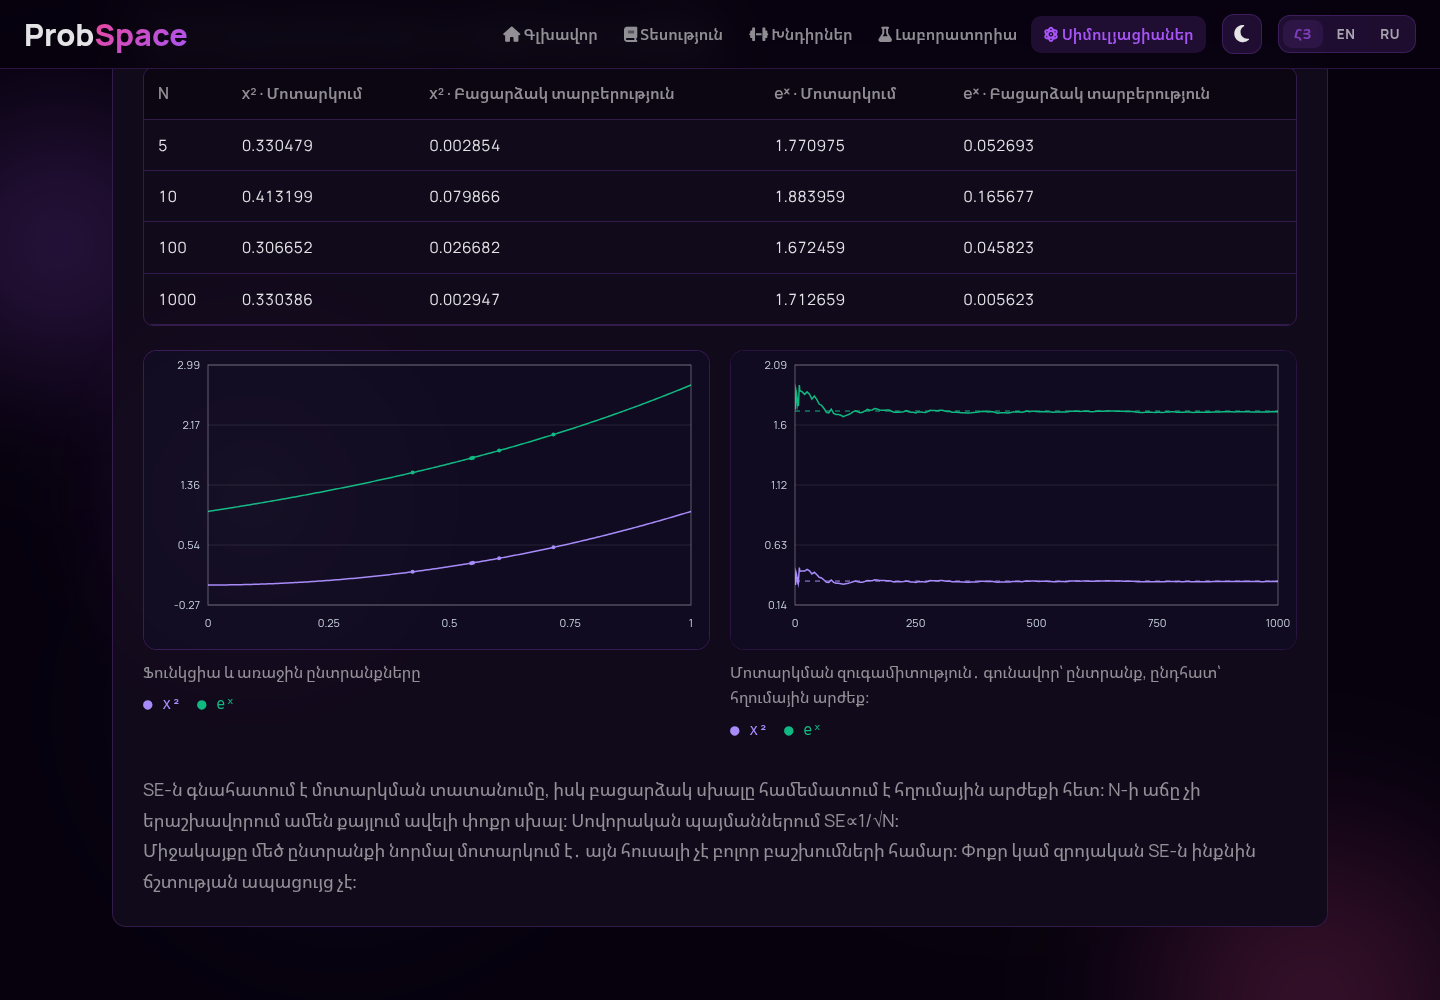 ProbSpace
Գլխավոր
Տեսություն
Խնդիրներ
Լաբորատորիա
Սիմուլյացիաներ
ՀՅ
EN
RU
N x² · Մոտարկում x² · Բացարձակ տարբերություն eˣ · Մոտարկում eˣ · Բացարձակ տարբերություն
5 0.330479 0.002854 1.770975 0.052693
10 0.413199 0.079866 1.883959 0.165677
100 0.306652 0.026682 1.672459 0.045823
1000 0.330386 0.002947 1.712659 0.005623
2.99
2.17
1.36
0.54
-0.27
0 0.25 0.5 0.75 1
Ֆունկցիա և առաջին ընտրանքները
x² eˣ
2.09
1.6
1.12
0.63
0.14
0 250 500 750 1000
Մոտարկման զուգամիտություն․ գունավոր՝ ընտրանք, ընդհատ՝
հղումային արժեք։
x² eˣ
SE-ն գնահատում է մոտարկման տատանումը, իսկ բացարձակ սխալը համեմատում է հղումային արժեքի հետ։ N-ի աճը չի
երաշխավորում ամեն քայլում ավելի փոքր սխալ։ Սովորական պայմաններում SE∝1/√N։
Միջակայքը մեծ ընտրանքի նորմալ մոտարկում է․ այն հուսալի չէ բոլոր բաշխումների համար։ Փոքր կամ զրոյական SE-ն ինքնին
ճշտության ապացույց չէ։